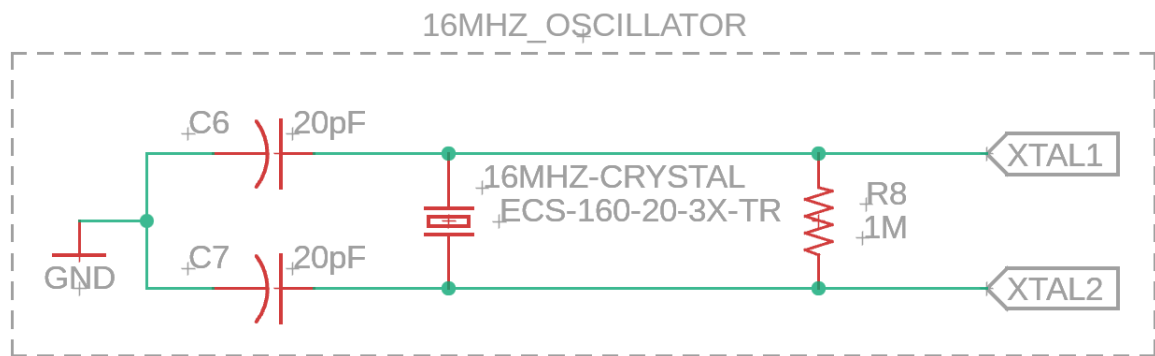 16MHZ_OSCILLATOR
C6 20pF
XTAL1
16MHZ-CRYSTAL
ECS-160-20-3X-TR
R8
1M
C7 20pF
GND
XTAL2